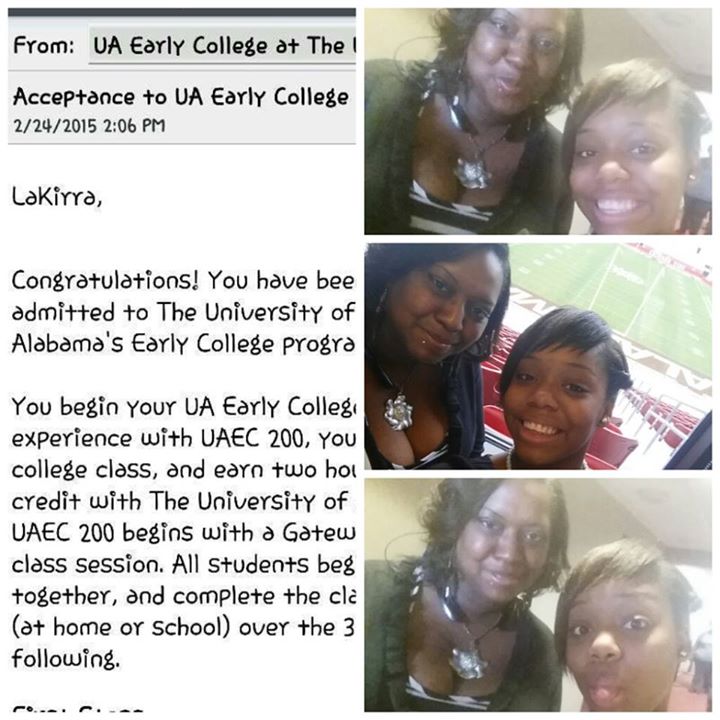 From: UA Early College at The
Acceptance to UA Early College
2/24/2015 2:06 PM
LaKirra,
Congratulations! You have bee
admitted to The University of
Alabama's Early College progra
You begin your UA Early Colleg
experience with UAEC 200, you
college class, and earn two hou
credit with The University of
UAEC 200 begins with a Gatew
class session. All students beg
together, and complete the cla
(at home or school) over the 3
following.